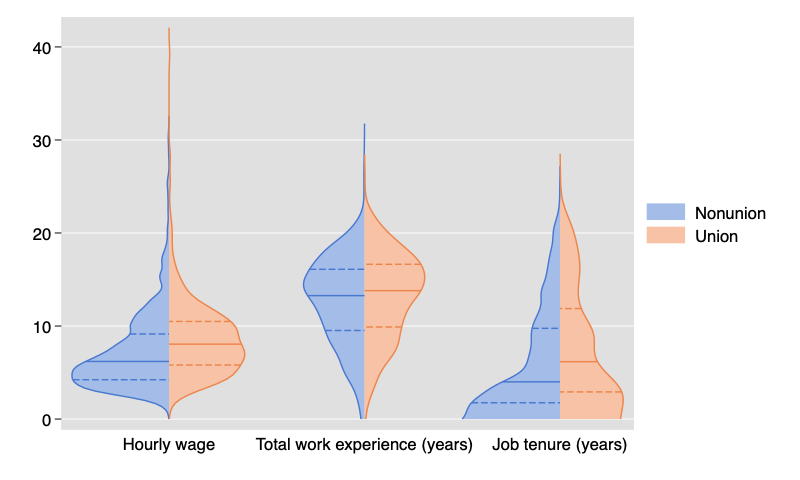 40
30
20
10
0
Hourly wage
Total work experience (years)
Job tenure (years)
Nonunion
Union